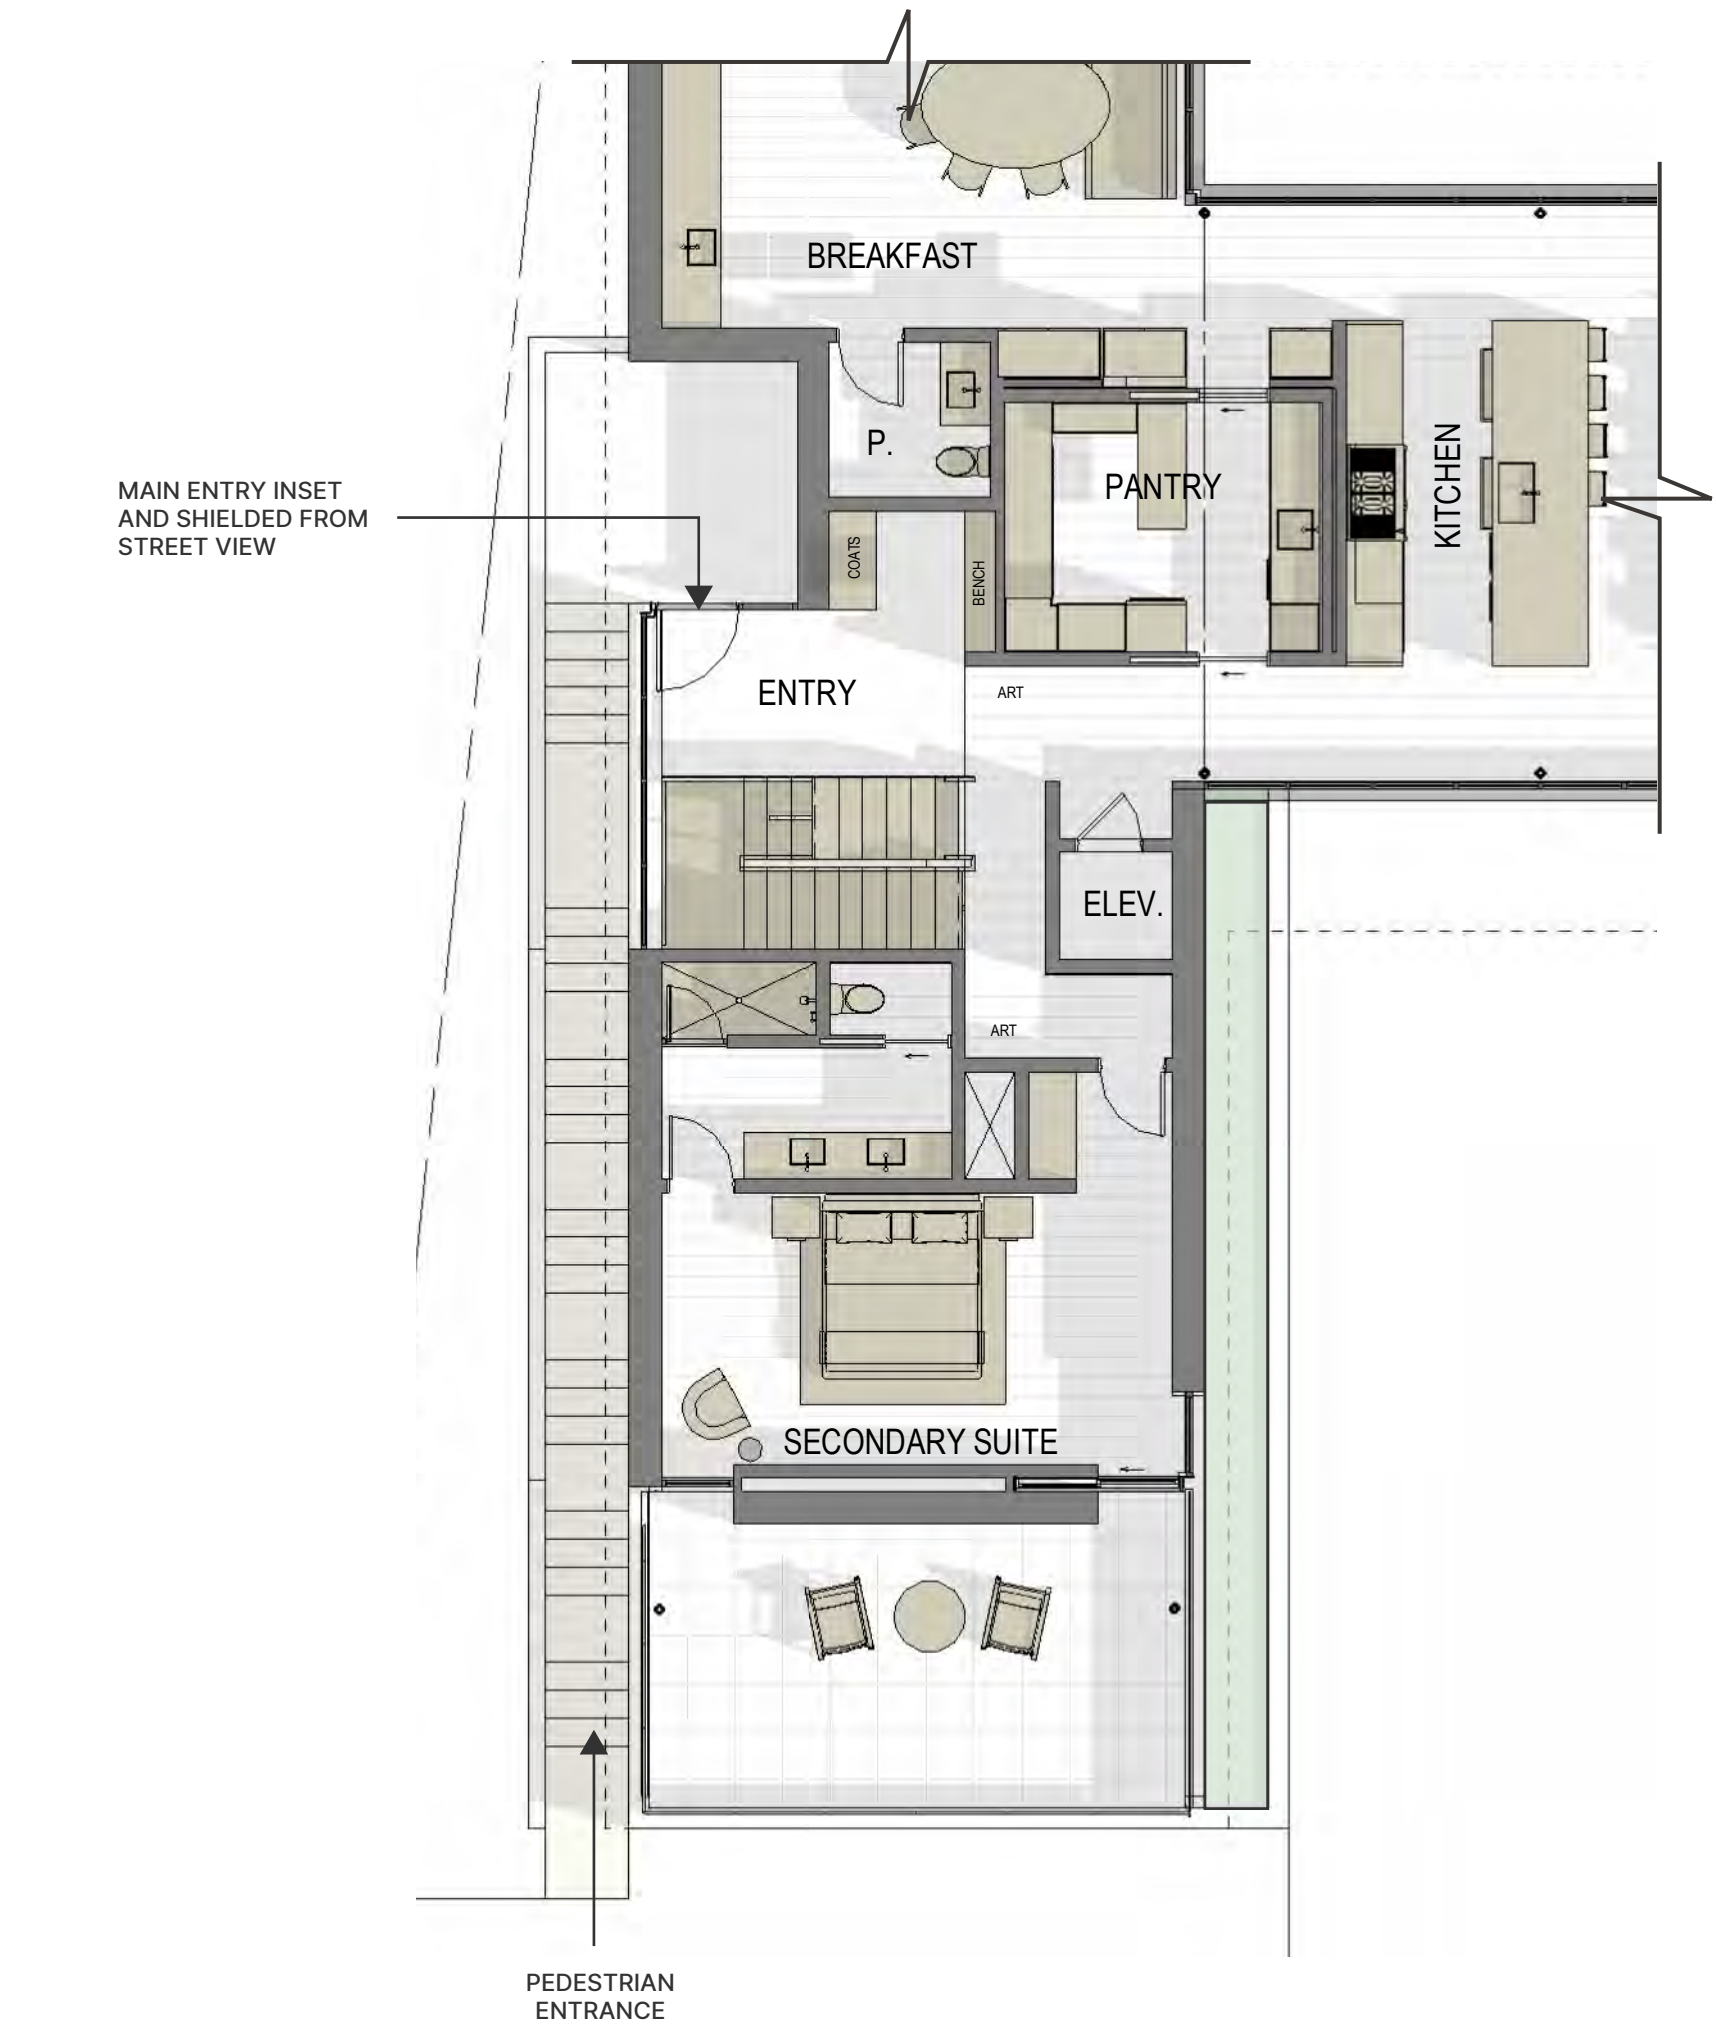 BREAKFAST
P.
PANTRY
KITCHEN
MAIN ENTRY INSET
AND SHIELDED FROM
STREET VIEW
COATS
BENCH
ENTRY
ART
ELEV.
ART
SECONDARY SUITE
PEDESTRIAN
ENTRANCE